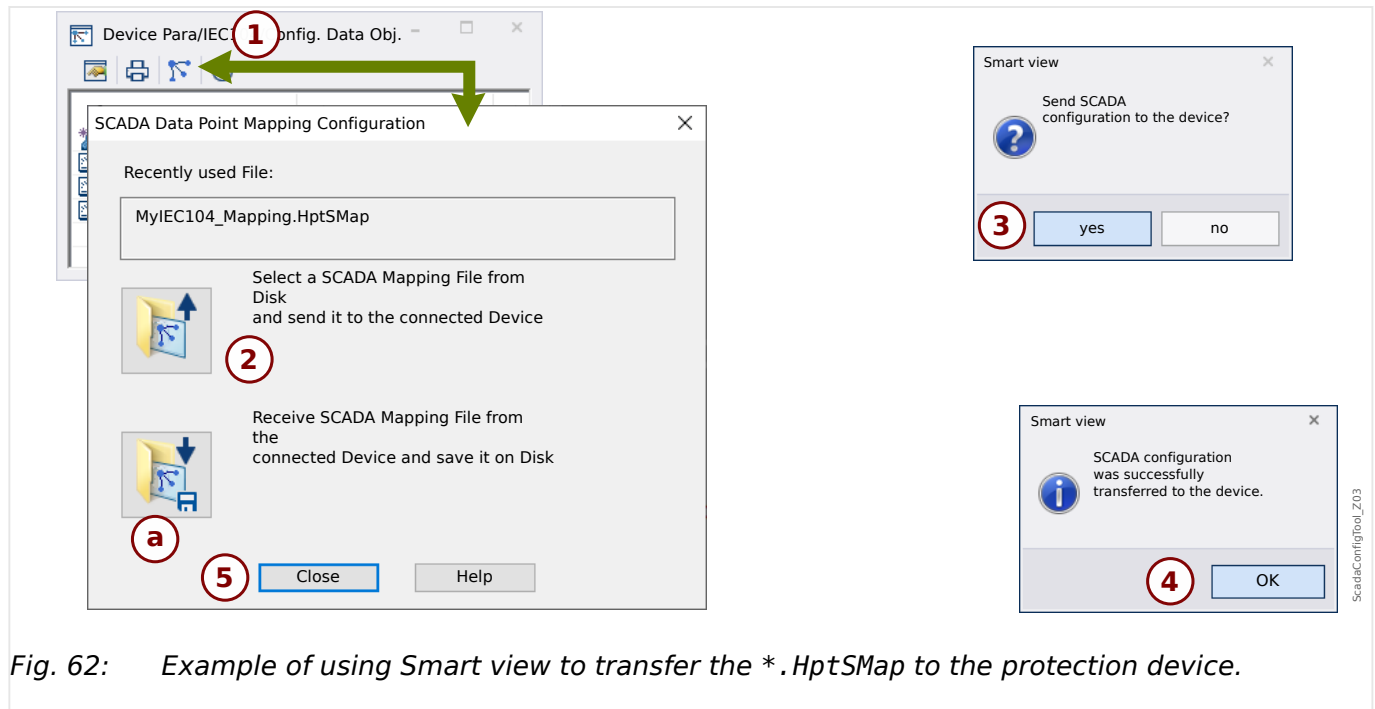 Device Para/IEC1
1
onfig. Data Obj.
SCADA Data Point Mapping Configuration
Recently used File:
MyIEC104_Mapping.HptSMap
Select a SCADA Mapping File from
Disk
and send it to the connected Device
2
Receive SCADA Mapping File from
the
connected Device and save it on Disk
a
5
Close
Help
Smart view
Send SCADA
configuration to the device?
3
yes
no
Smart view
SCADA configuration
was successfully
transferred to the device.
4
OK
ScadaConfigTool_Z03
Fig. 62: Example of using Smart view to transfer the *.HptSMap to the protection device.